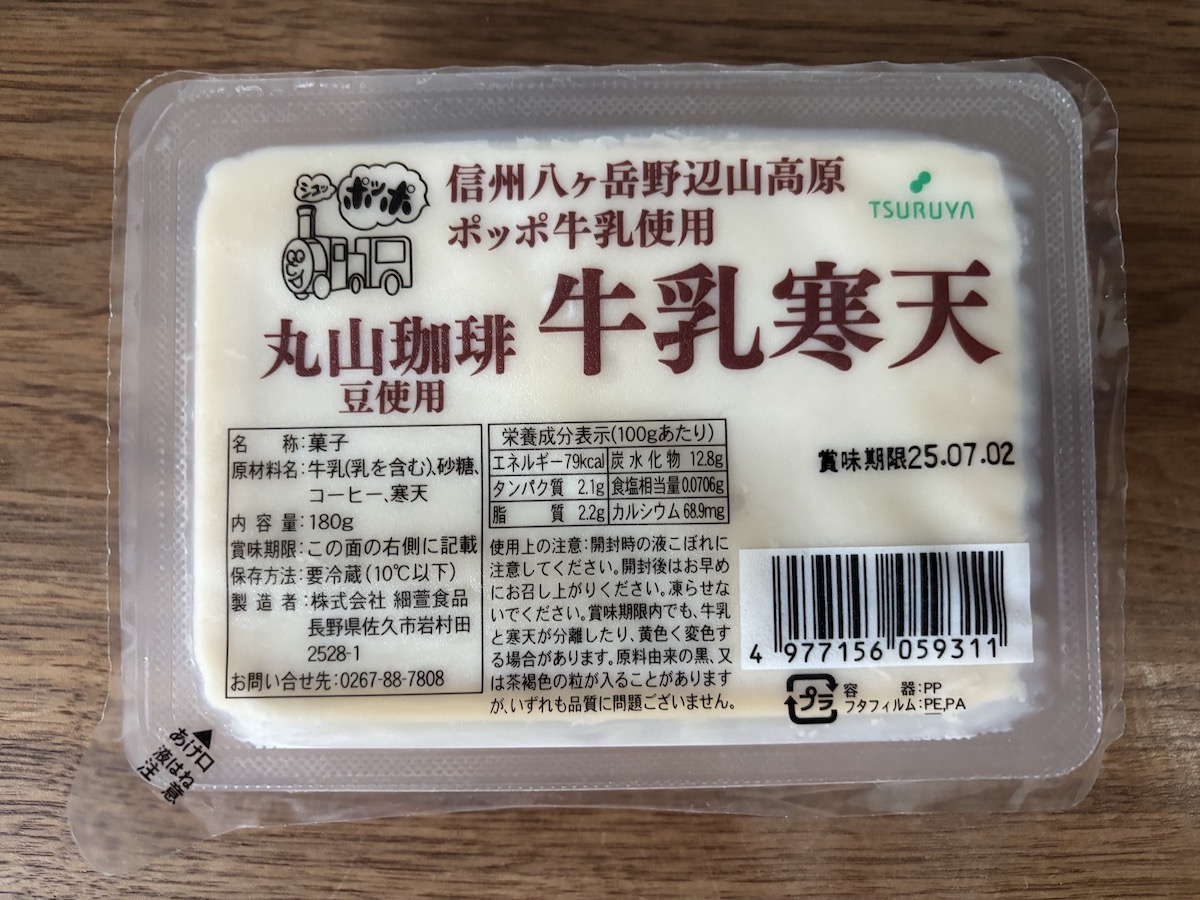 シュッ
ポッポ
信州八ヶ岳野辺山高原
ポッポ牛乳使用
TSURUYA
牛乳寒天
丸山珈琲
豆使用
名　　称：菓子
原材料名：牛乳(乳を含む)、砂糖、
コーヒー、寒天
内 容 量：180g
賞味期限：この面の右側に記載
保存方法：要冷蔵(10℃以下)
製 造 者：株式会社 細萱食品
長野県佐久市岩村田
2528-1
お問い合せ先：0267-88-7808
栄養成分表示(100gあたり)
エネルギー79kcal 炭水化物 12.8g
タンパク質 2.1g 食塩相当量0.0706g
脂　　質 2.2g カルシウム68.9mg
使用上の注意：開封時の液こぼれに
注意してください。開封後はお早め
にお召し上がりください。凍らせな
いでください。賞味期限内でも、牛乳
と寒天が分離したり、黄色く変色す
る場合があります。原料由来の黒、又
は茶褐色の粒が入ることがあります
が、いずれも品質に問題ございません。
賞味期限25.07.02
4 977156 059311
プラ
容　　器：PP
フタフィルム：PE,PA
▲
あけ口
液はね
注意